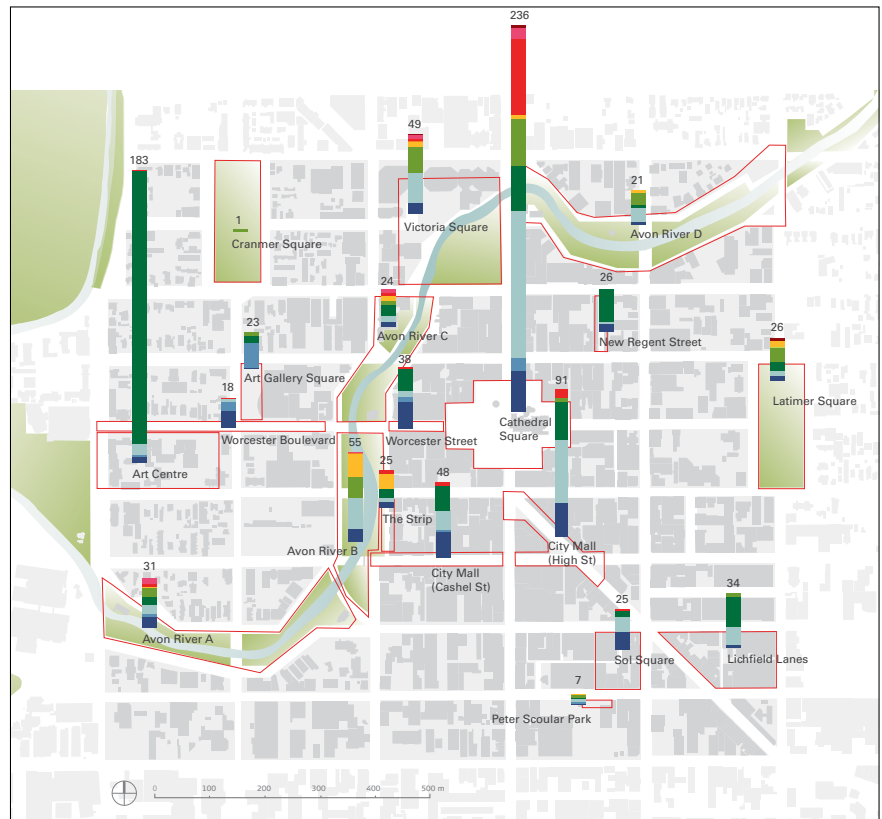 236
49
183
21
1
Victoria Square
Avon River D
Cranmer Square
26
24
23
Avon River C
New Regent Street
26
38
Art Gallery Square
91
18
Latimer Square
Cathedral
Square
Worcester Boulevard
Worcester Street
55
25
48
Art Centre
The Strip
Avon River B
City Mall
(High St)
City Mall
(Cashel St)
31
34
25
Avon River A
Sol Square
Lichfield Lanes
7
Peter Scoular Park
0
100
200
300
400
500 m